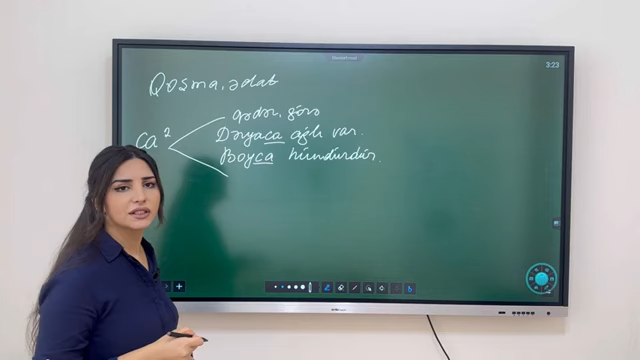 Qoşma, ədat
qədər, görə
CA²
Dəryaca ağlı var.
Boyca hündürdür.
3:23